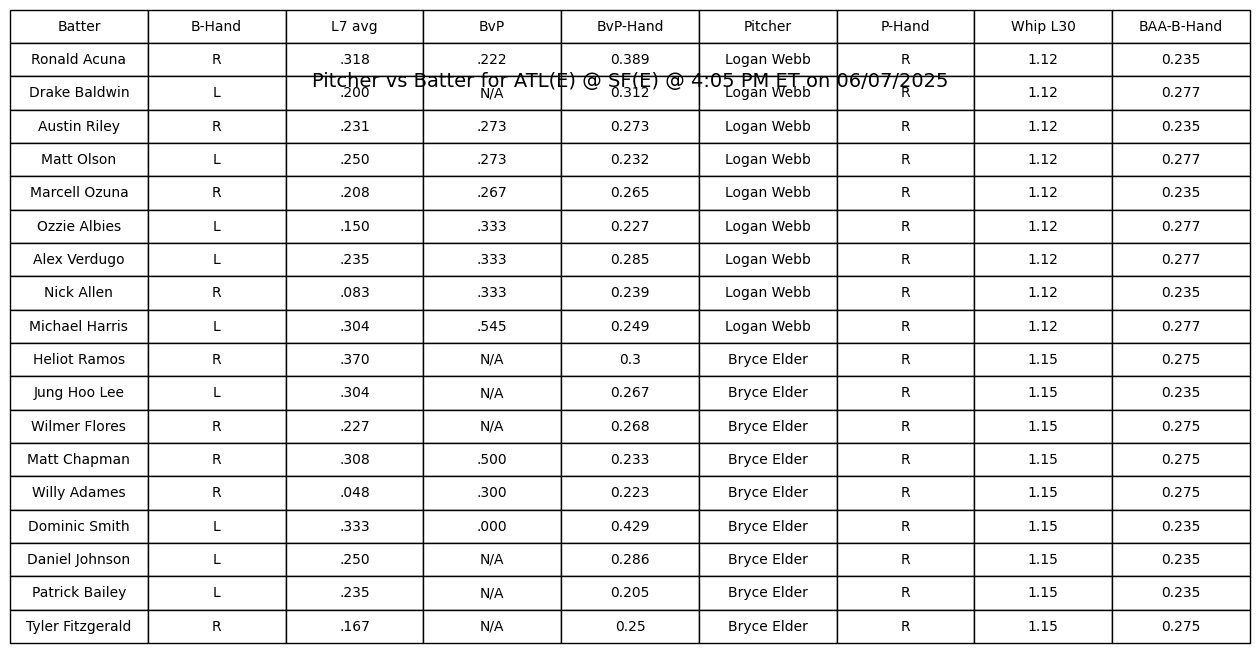 Batter B-Hand L7 avg BvP BvP-Hand Pitcher P-Hand Whip L30 BAA-B-Hand
Ronald Acuna R .318 .222 0.389 Logan Webb R 1.12 0.235
Pitcher vs Batter for ATL(E) @ SF(E) @ 4:05 PM ET on 06/07/2025
Drake Baldwin L .200 N/A 0.312 Logan Webb R 1.12 0.277
Austin Riley R .231 .273 0.273 Logan Webb R 1.12 0.235
Matt Olson L .250 .273 0.232 Logan Webb R 1.12 0.277
Marcell Ozuna R .208 .267 0.265 Logan Webb R 1.12 0.235
Ozzie Albies L .150 .333 0.227 Logan Webb R 1.12 0.277
Alex Verdugo L .235 .333 0.285 Logan Webb R 1.12 0.277
Nick Allen R .083 .333 0.239 Logan Webb R 1.12 0.235
Michael Harris L .304 .545 0.249 Logan Webb R 1.12 0.277
Heliot Ramos R .370 N/A 0.3 Bryce Elder R 1.15 0.275
Jung Hoo Lee L .304 N/A 0.267 Bryce Elder R 1.15 0.235
Wilmer Flores R .227 N/A 0.268 Bryce Elder R 1.15 0.275
Matt Chapman R .308 .500 0.233 Bryce Elder R 1.15 0.275
Willy Adames R .048 .300 0.223 Bryce Elder R 1.15 0.275
Dominic Smith L .333 .000 0.429 Bryce Elder R 1.15 0.235
Daniel Johnson L .250 N/A 0.286 Bryce Elder R 1.15 0.235
Patrick Bailey L .235 N/A 0.205 Bryce Elder R 1.15 0.235
Tyler Fitzgerald R .167 N/A 0.25 Bryce Elder R 1.15 0.275